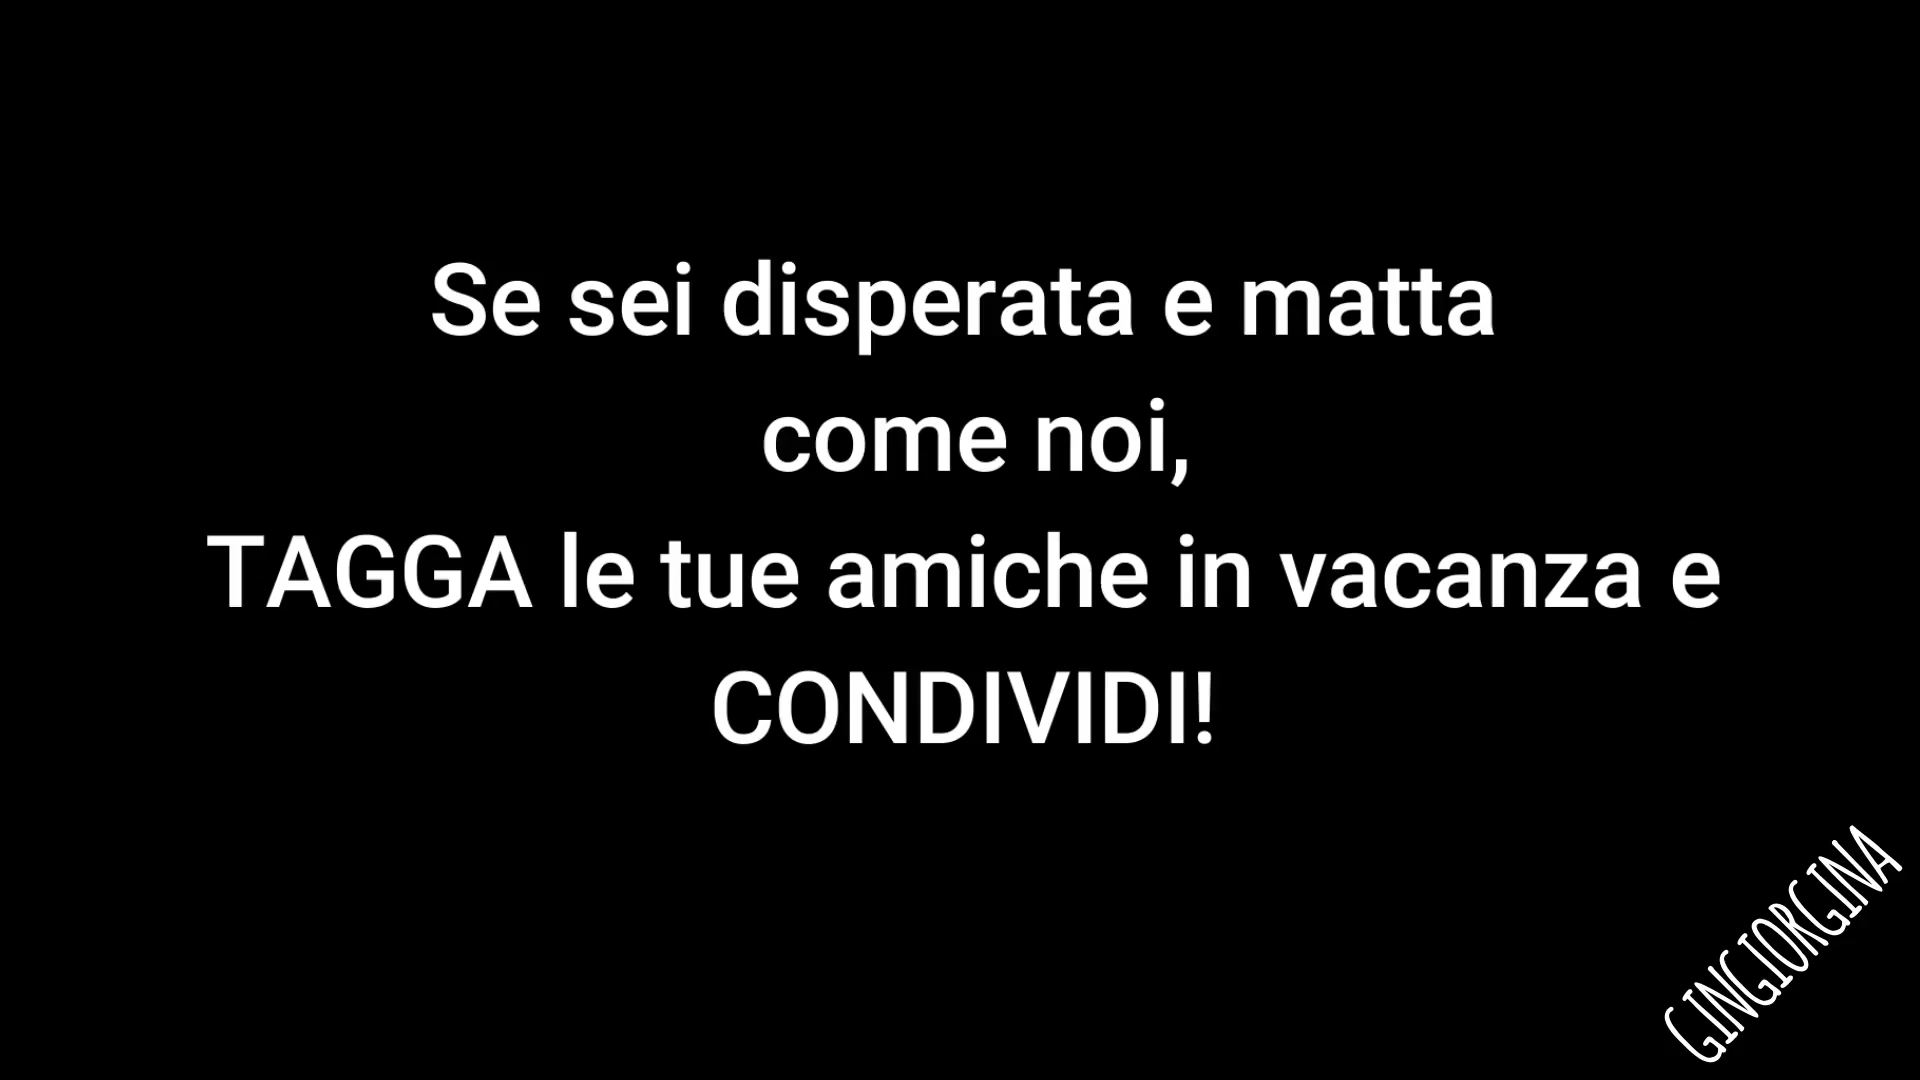 Se sei disperata e matta
come noi,
TAGGA le tue amiche in vacanza e
CONDIVIDI!
GINGIORGINA